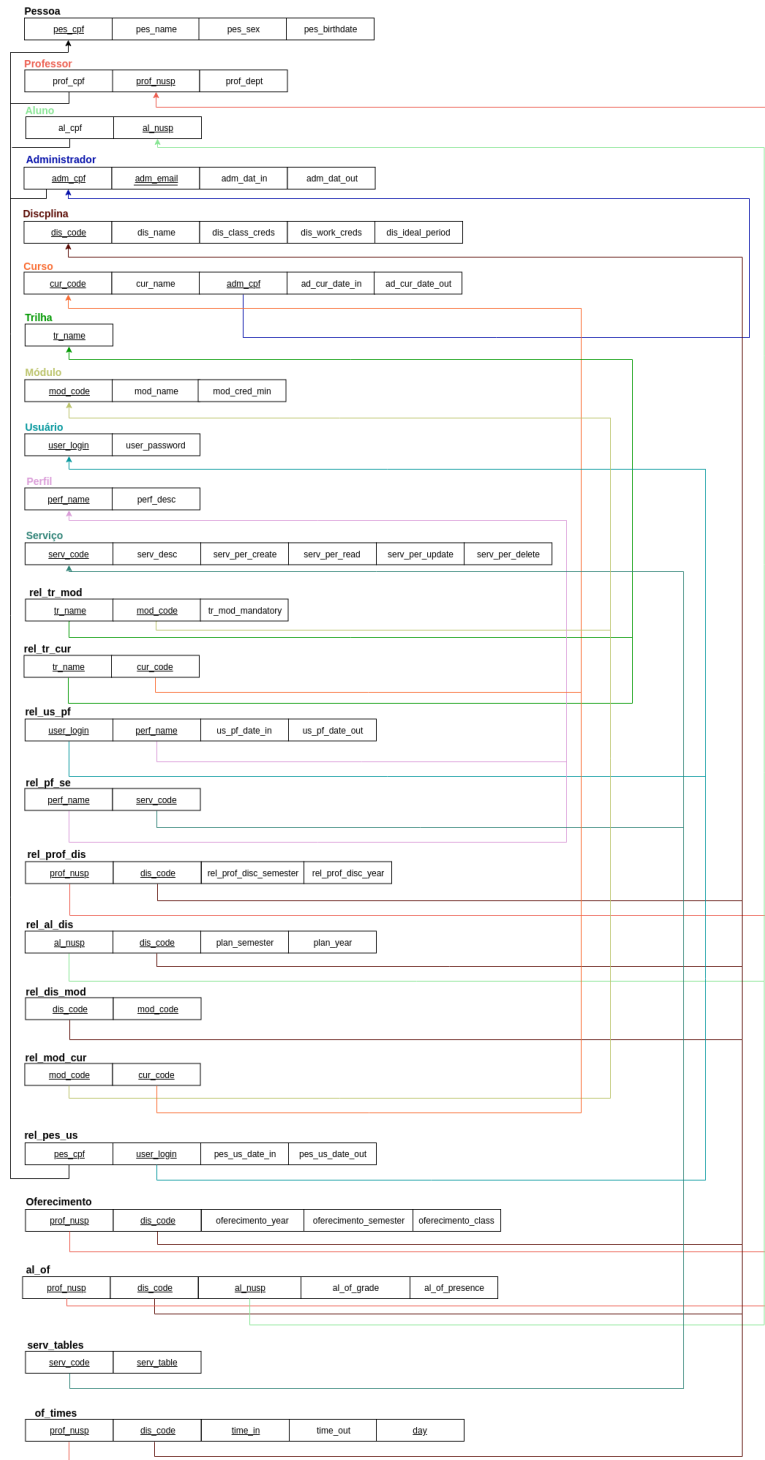 Pessoa
pes_cpf pes_name pes_sex pes_birthdate
Professor
prof_cpf prof_nusp prof_dept
Aluno
al_cpf al_nusp
Administrador
adm_cpf adm_email adm_dat_in adm_dat_out
Discplina
dis_code dis_name dis_class_creds dis_work_creds dis_ideal_period
Curso
cur_code cur_name adm_cpf ad_cur_date_in ad_cur_date_out
Trilha
tr_name
Módulo
mod_code mod_name mod_cred_min
Usuário
user_login user_password
Perfil
perf_name perf_desc
Serviço
serv_code serv_desc serv_per_create serv_per_read serv_per_update serv_per_delete
rel_tr_mod
tr_name mod_code tr_mod_mandatory
rel_tr_cur
tr_name cur_code
rel_us_pf
user_login perf_name us_pf_date_in us_pf_date_out
rel_pf_se
perf_name serv_code
rel_prof_dis
prof_nusp dis_code rel_prof_disc_semester rel_prof_disc_year
rel_al_dis
al_nusp dis_code plan_semester plan_year
rel_dis_mod
dis_code mod_code
rel_mod_cur
mod_code cur_code
rel_pes_us
pes_cpf user_login pes_us_date_in pes_us_date_out
Oferecimento
prof_nusp dis_code oferecimento_year oferecimento_semester oferecimento_class
al_of
prof_nusp dis_code al_nusp al_of_grade al_of_presence
serv_tables
serv_code serv_table
of_times
prof_nusp dis_code time_in time_out day